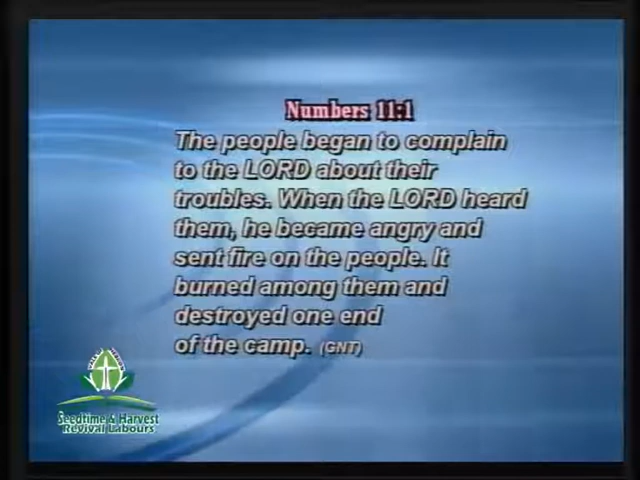 Numbers 11:1
The people began to complain
to the LORD about their
troubles. When the LORD heard
them, he became angry and
sent fire on the people. It
burned among them and
destroyed one end
of the camp. (GNT)
Seedtime & Harvest
Revival Labours